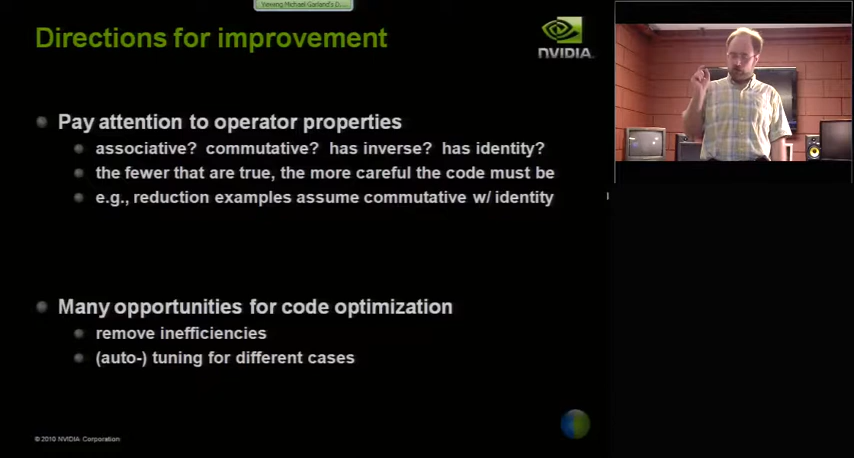 Viewing Michael Garland's D...
Directions for improvement
NVIDIA
Pay attention to operator properties
associative? commutative? has inverse? has identity?
the fewer that are true, the more careful the code must be
e.g., reduction examples assume commutative w/ identity
Many opportunities for code optimization
remove inefficiencies
(auto-) tuning for different cases
© 2010 NVIDIA Corporation